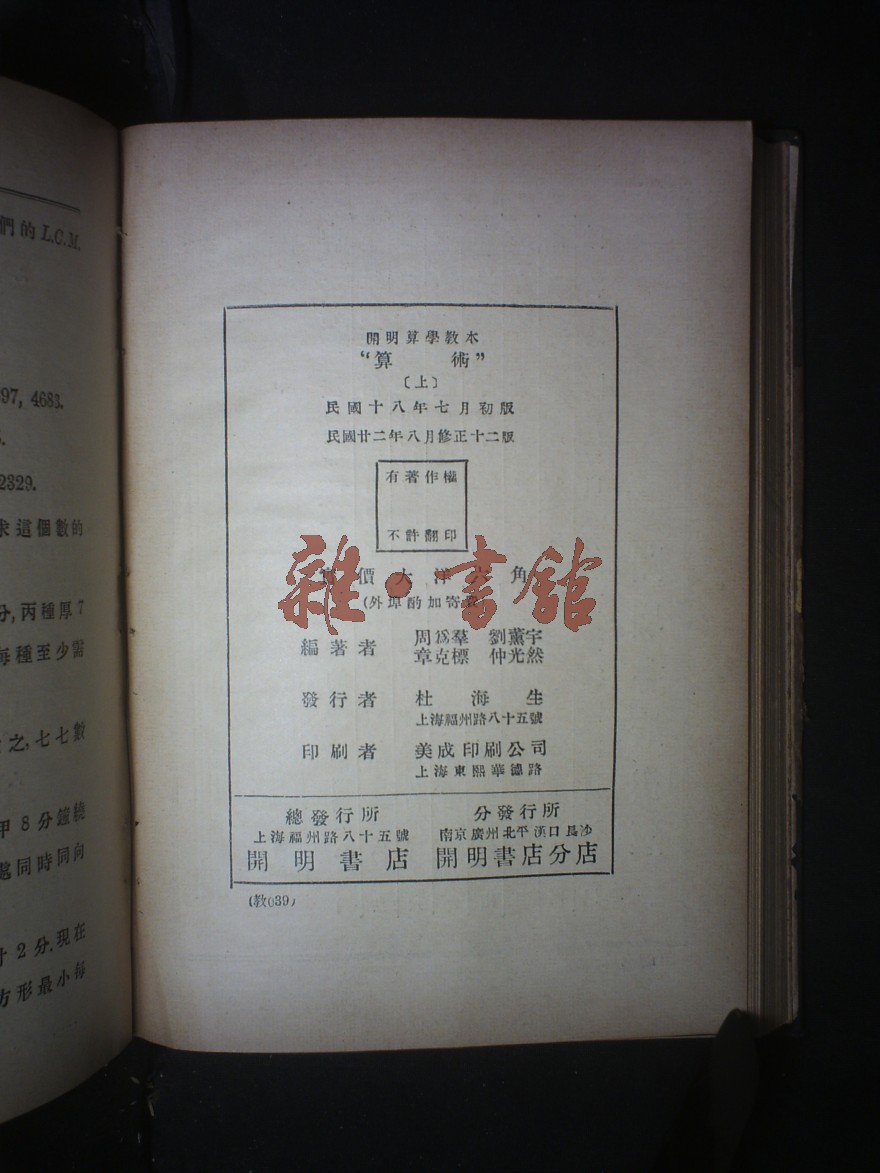 們的 L.C.M.
97, 4683.
2329.
求這個數的
分,丙種厚7
每種至少需
之,七七數
甲 8 分鐘繞
處同時同向
寸 2 分.現在
方形最小每
開明算學教本
“算術”
〔上〕
民國十八年七月初版
民國廿二年八月修正十二版
有著作權
不許翻印
實價大洋六角
(外埠酌加寄費
雜·書館
編著者 周爲羣 劉薰宇
章克標 仲光然
發行者 杜海生
上海福州路八十五號
印刷者 美成印刷公司
上海東熙華德路
總發行所 分發行所
上海福州路八十五號 南京廣州北平漢口長沙
開明書店 開明書店分店
(教039)